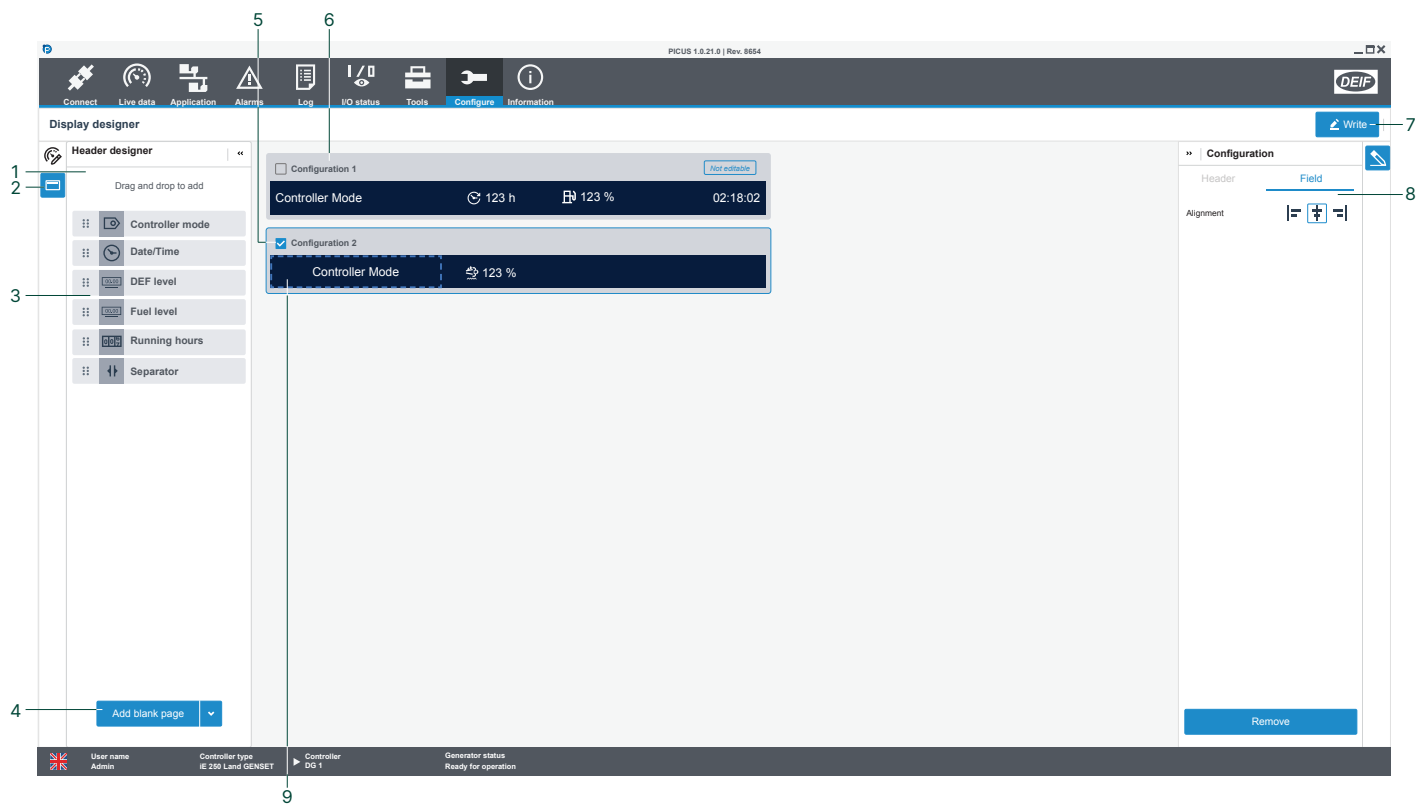 5 6
PICUS 1.0.21.0 | Rev. 8654
Connect Live data Application Alarms Log I/O status Tools Configure Information
DEIF
Display designer
Write
7
Header designer
«
1
2
Drag and drop to add
Controller mode
Date/Time
DEF level
3
Fuel level
Running hours
Separator
Add blank page
4
Configuration 1 Not editable
Controller Mode 123 h 123 % 02:18:02
Configuration 2
Controller Mode 123 %
» Configuration
Header Field
8
Alignment
Remove
User name Controller type Controller Generator status
Admin iE 250 Land GENSET DG 1 Ready for operation
9